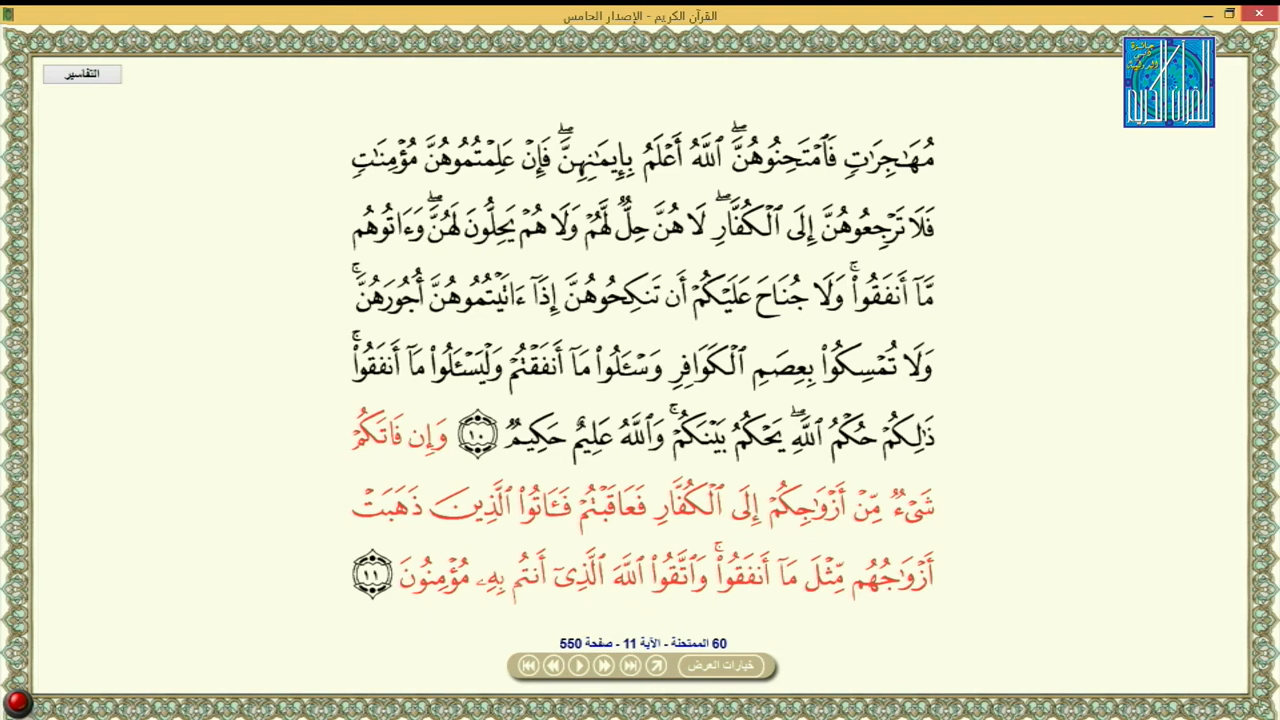 القرآن الكريم - الإصدار الخامس
التفاسير
القرآن الكريم
مُهَٰجِرَٰتٖ فَٱمۡتَحِنُوهُنَّۖ ٱللَّهُ أَعۡلَمُ بِإِيمَٰنِهِنَّۖ فَإِنۡ عَلِمۡتُمُوهُنَّ مُؤۡمِنَٰتٖ
فَلَا تَرۡجِعُوهُنَّ إِلَى ٱلۡكُفَّارِۖ لَا هُنَّ حِلّٞ لَّهُمۡ وَلَا هُمۡ يَحِلُّونَ لَهُنَّۖ وَءَاتُوهُم
مَّآ أَنفَقُواْۚ وَلَا جُنَاحَ عَلَيۡكُمۡ أَن تَنكِحُوهُنَّ إِذَآ ءَاتَيۡتُمُوهُنَّ أُجُورَهُنَّۚ
وَلَا تُمۡسِكُواْ بِعِصَمِ ٱلۡكَوَافِرِ وَسۡـَٔلُواْ مَآ أَنفَقۡتُمۡ وَلۡيَسۡـَٔلُواْ مَآ أَنفَقُواْۚ
ذَٰلِكُمۡ حُكۡمُ ٱللَّهِۖ يَحۡكُمُ بَيۡنَكُمۡۚ وَٱللَّهُ عَلِيمٌ حَكِيمٞ ١٠ وَإِن فَاتَكُمۡ
شَيۡءٞ مِّنۡ أَزۡوَٰجِكُمۡ إِلَى ٱلۡكُفَّارِ فَعَاقَبۡتُمۡ فَـَٔاتُواْ ٱلَّذِينَ ذَهَبَتۡ
أَزۡوَٰجُهُم مِّثۡلَ مَآ أَنفَقُواْۚ وَٱتَّقُواْ ٱللَّهَ ٱلَّذِيٓ أَنتُم بِهِۦ مُؤۡمِنُونَ ١١
60 الممتحنة - الآية 11 - صفحة 550
خيارات العرض